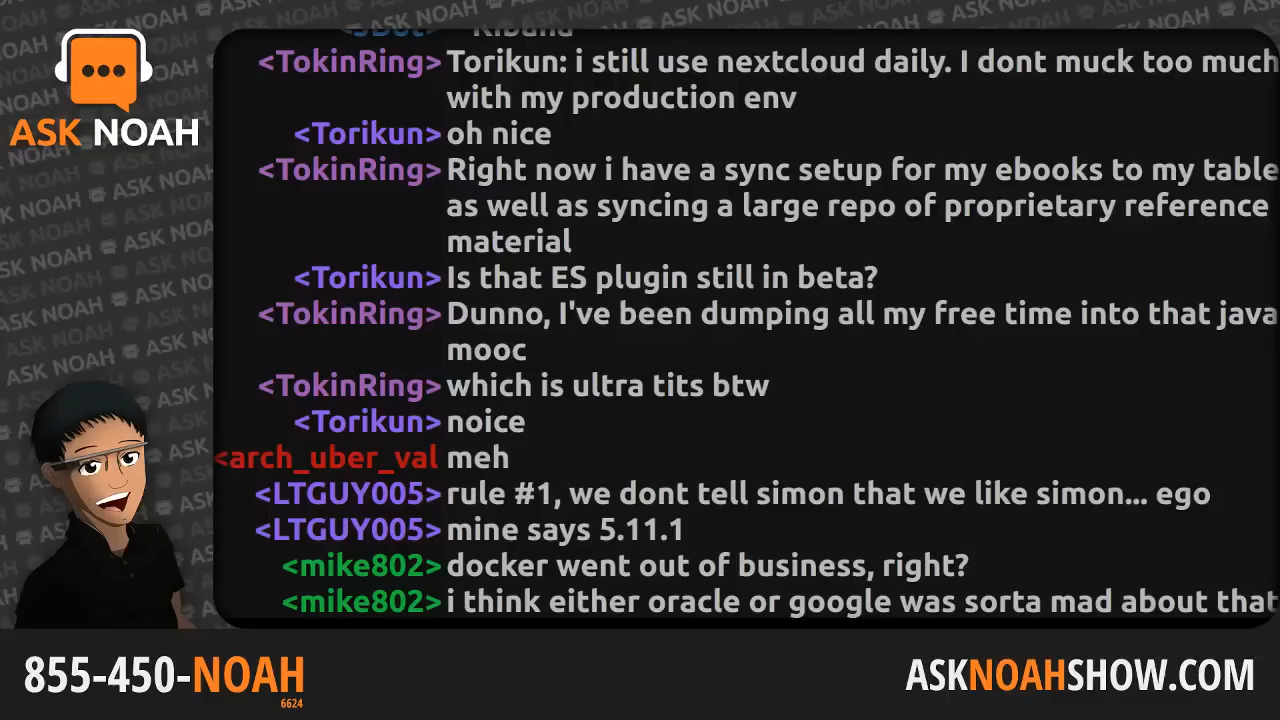 ASK NOAH
<TokinRing> Torikun: i still use nextcloud daily. I dont muck too much
with my production env
<Torikun> oh nice
<TokinRing> Right now i have a sync setup for my ebooks to my table
as well as syncing a large repo of proprietary reference
material
<Torikun> Is that ES plugin still in beta?
<TokinRing> Dunno, I've been dumping all my free time into that java
mooc
<TokinRing> which is ultra tits btw
<Torikun> noice
<arch_uber_val meh
<LTGUY005> rule #1, we dont tell simon that we like simon... ego
<LTGUY005> mine says 5.11.1
<mike802> docker went out of business, right?
<mike802> i think either oracle or google was sorta mad about that
855-450-NOAH
6624
ASKNOAHSHOW.COM